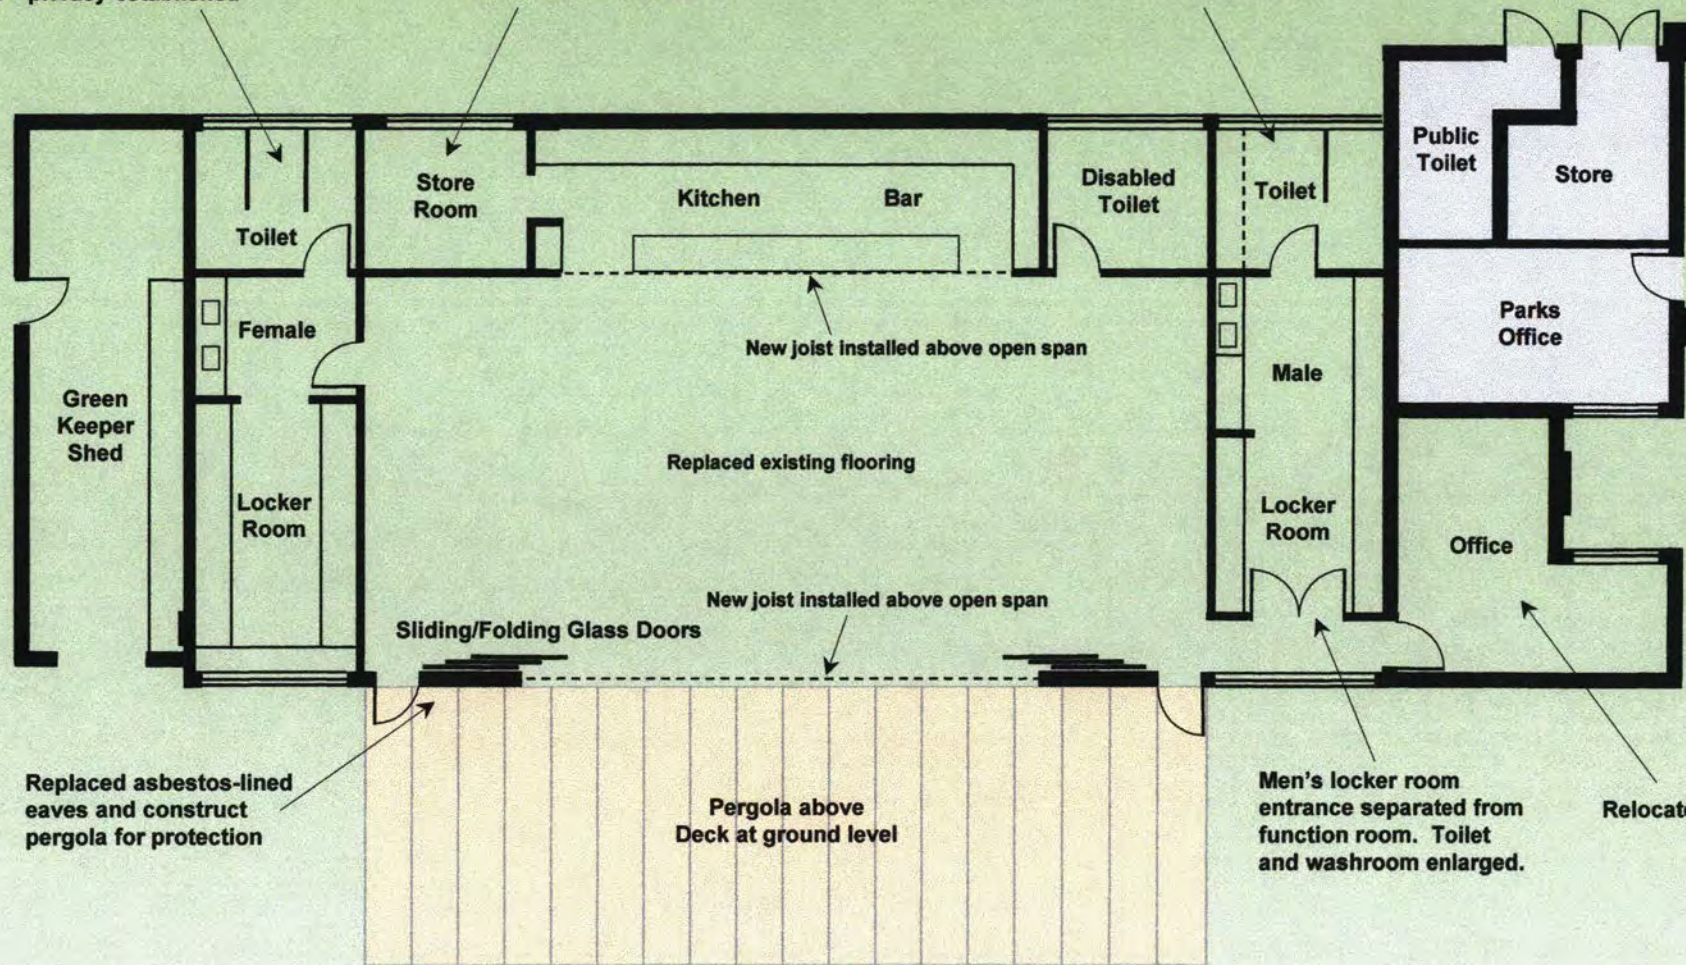 Public
Toilet
Store
Store
Room
Kitchen
Bar
Disabled
Toilet
Toilet
Toilet
Female
New joist installed above open span
Parks
Office
Male
Green
Keeper
Shed
Replaced existing flooring
Locker
Room
Locker
Room
Office
New joist installed above open span
Sliding/Folding Glass Doors
Replaced asbestos-lined
eaves and construct
pergola for protection
Pergola above
Deck at ground level
Men's locker room
entrance separated from
function room. Toilet
and washroom enlarged.